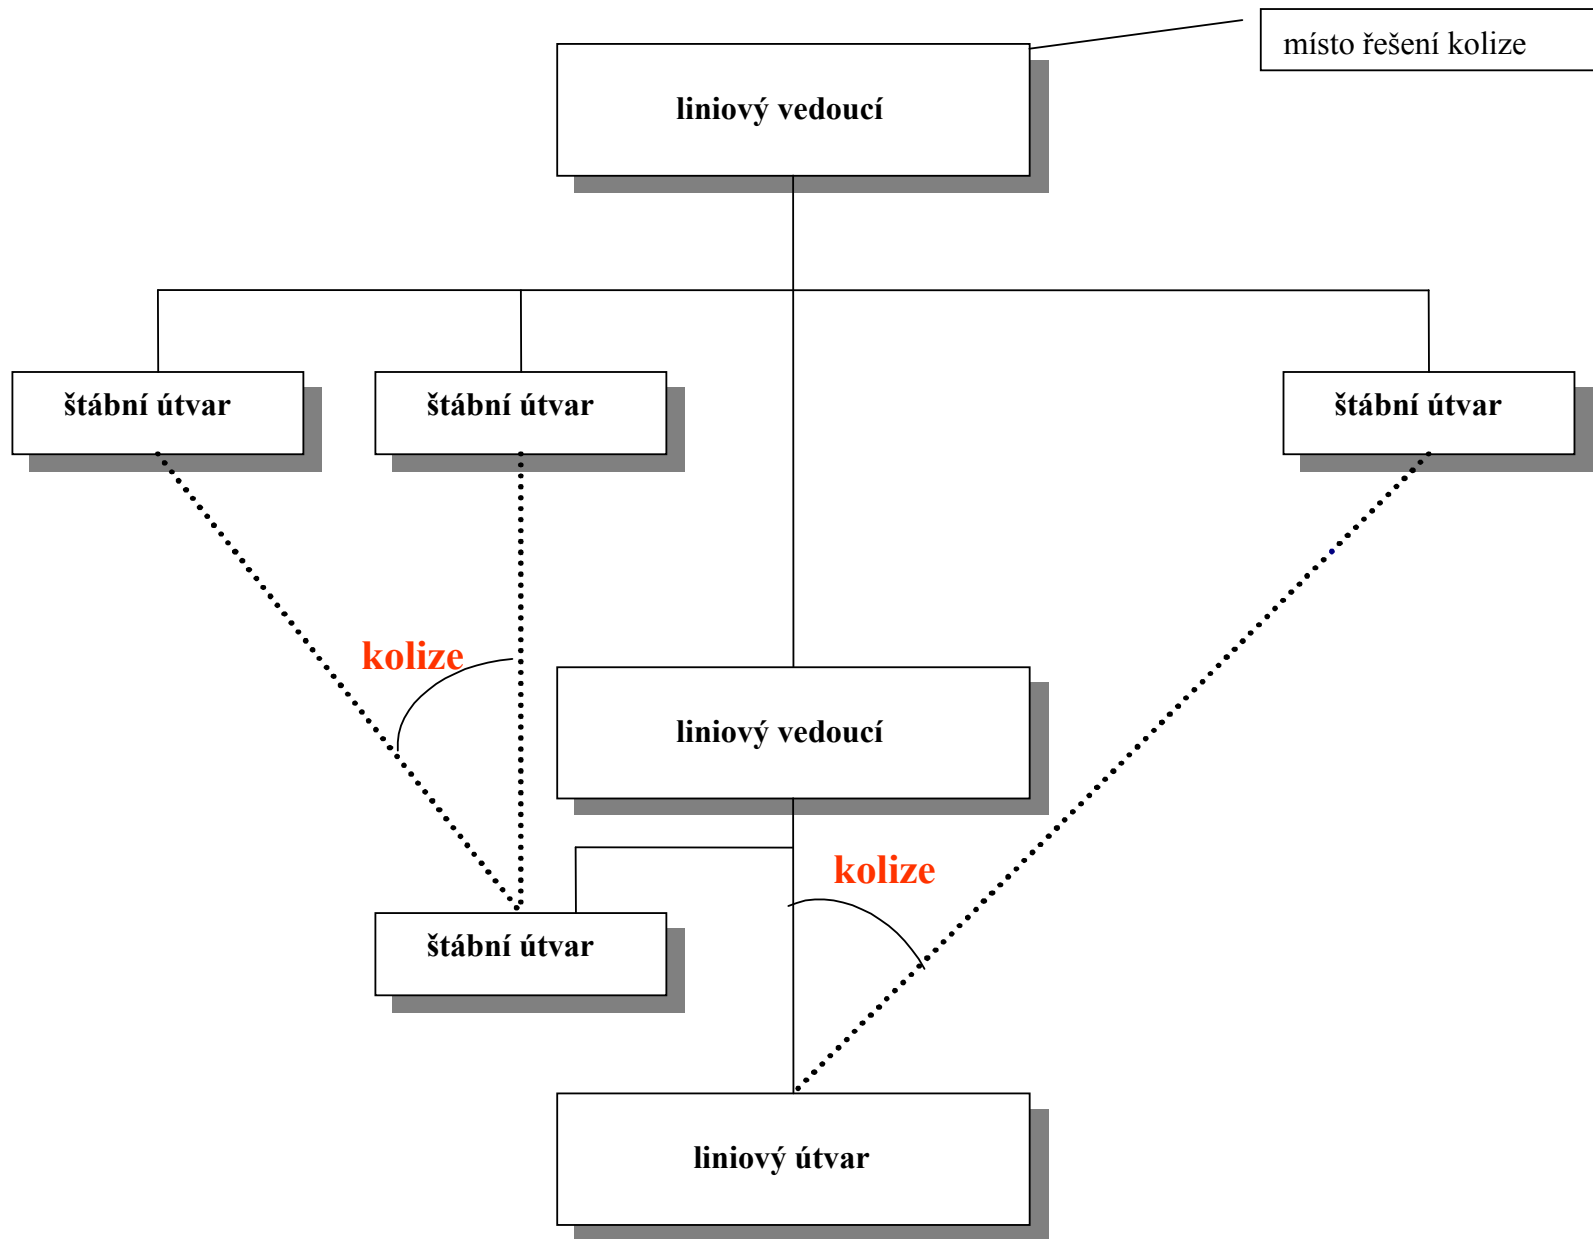 místo řešení kolize
liniový vedoucí
štábní útvar
štábní útvar
štábní útvar
kolize
liniový vedoucí
kolize
štábní útvar
liniový útvar